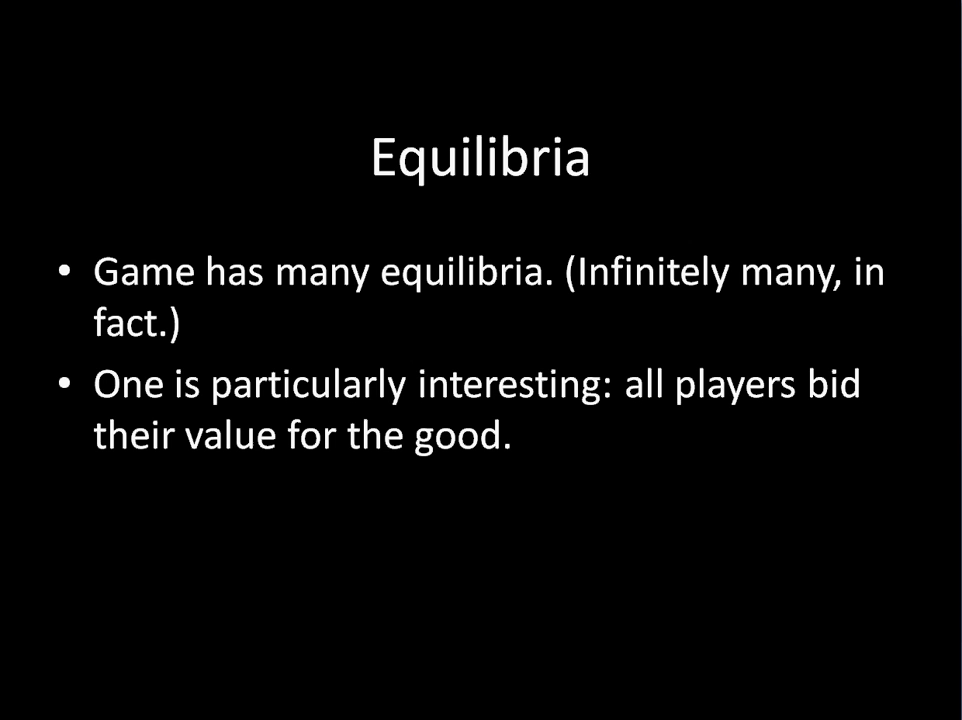 Equilibria
• Game has many equilibria. (Infinitely many, in
fact.)
• One is particularly interesting: all players bid
their value for the good.